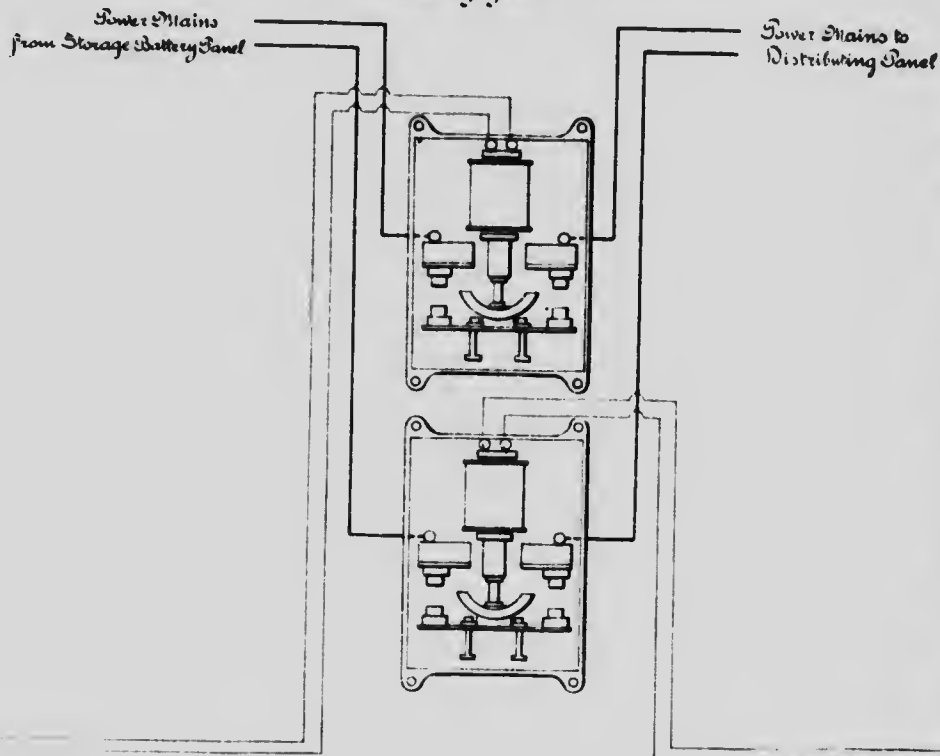 Power Mains
from Storage Battery Panel
Power Mains to
Distributing Panel